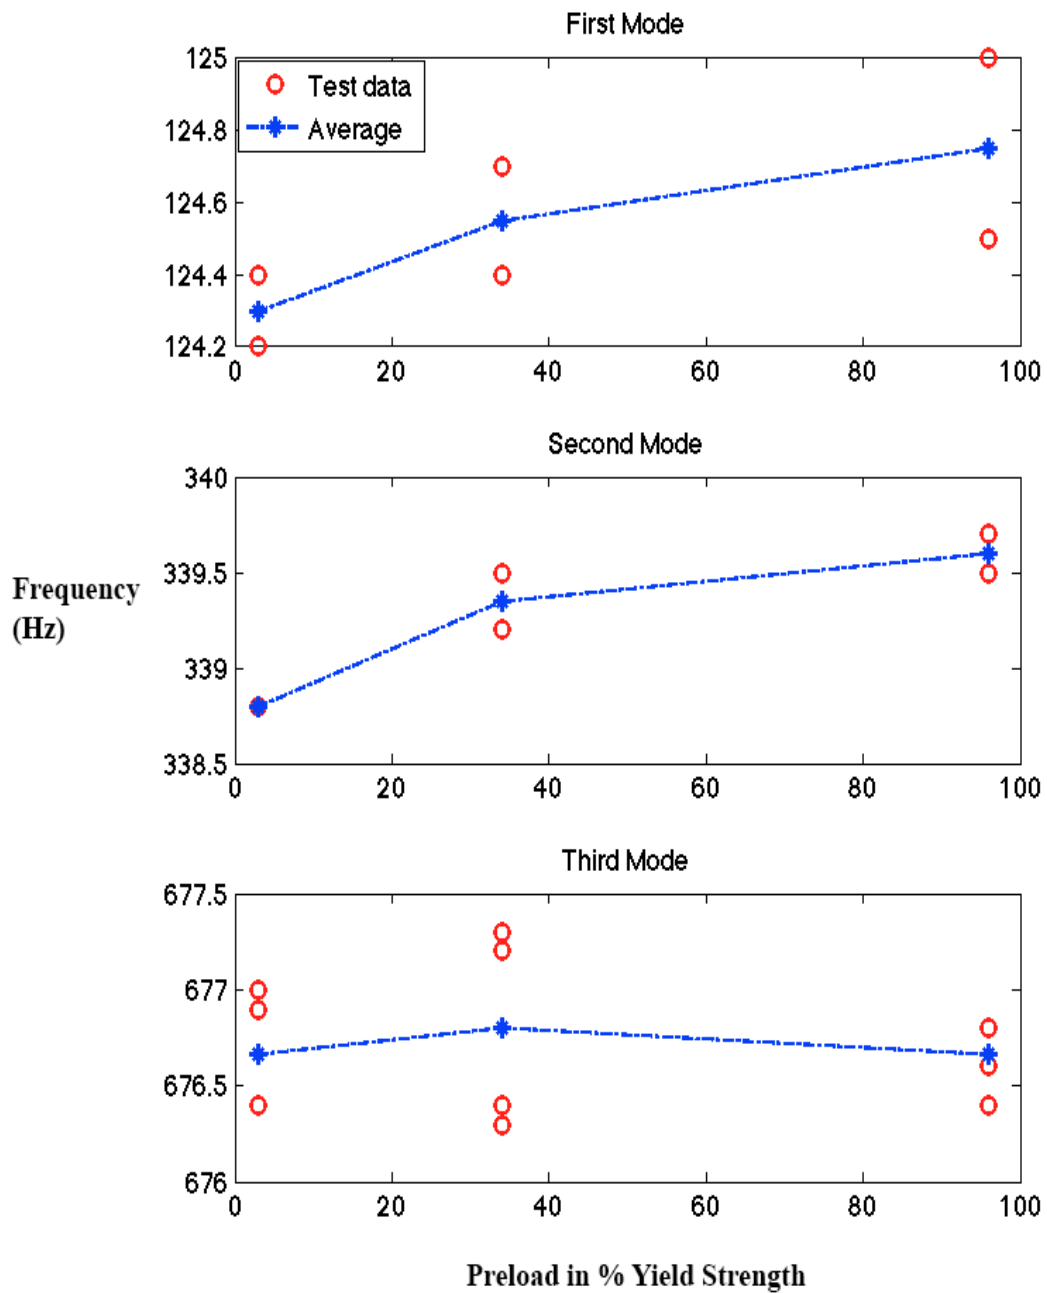 First Mode
125
124.8
124.6
124.4
124.2
Test data
Average
0 20 40 60 80 100
Second Mode
340
339.5
339
338.5
0 20 40 60 80 100
Frequency
(Hz)
Third Mode
677.5
677
676.5
676
0 20 40 60 80 100
Preload in % Yield Strength